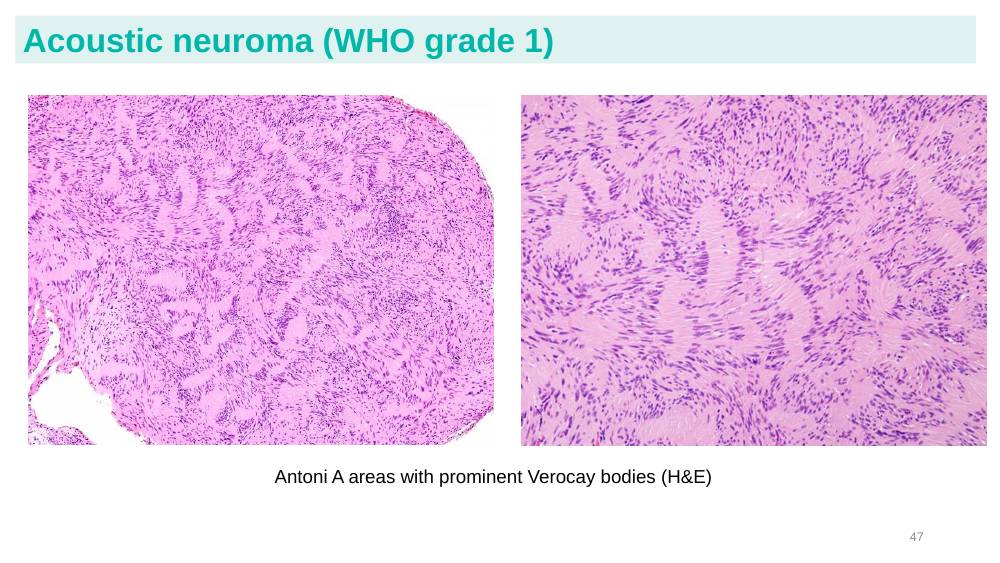 Acoustic neuroma (WHO grade 1)
Antoni A areas with prominent Verocay bodies (H&E)
47